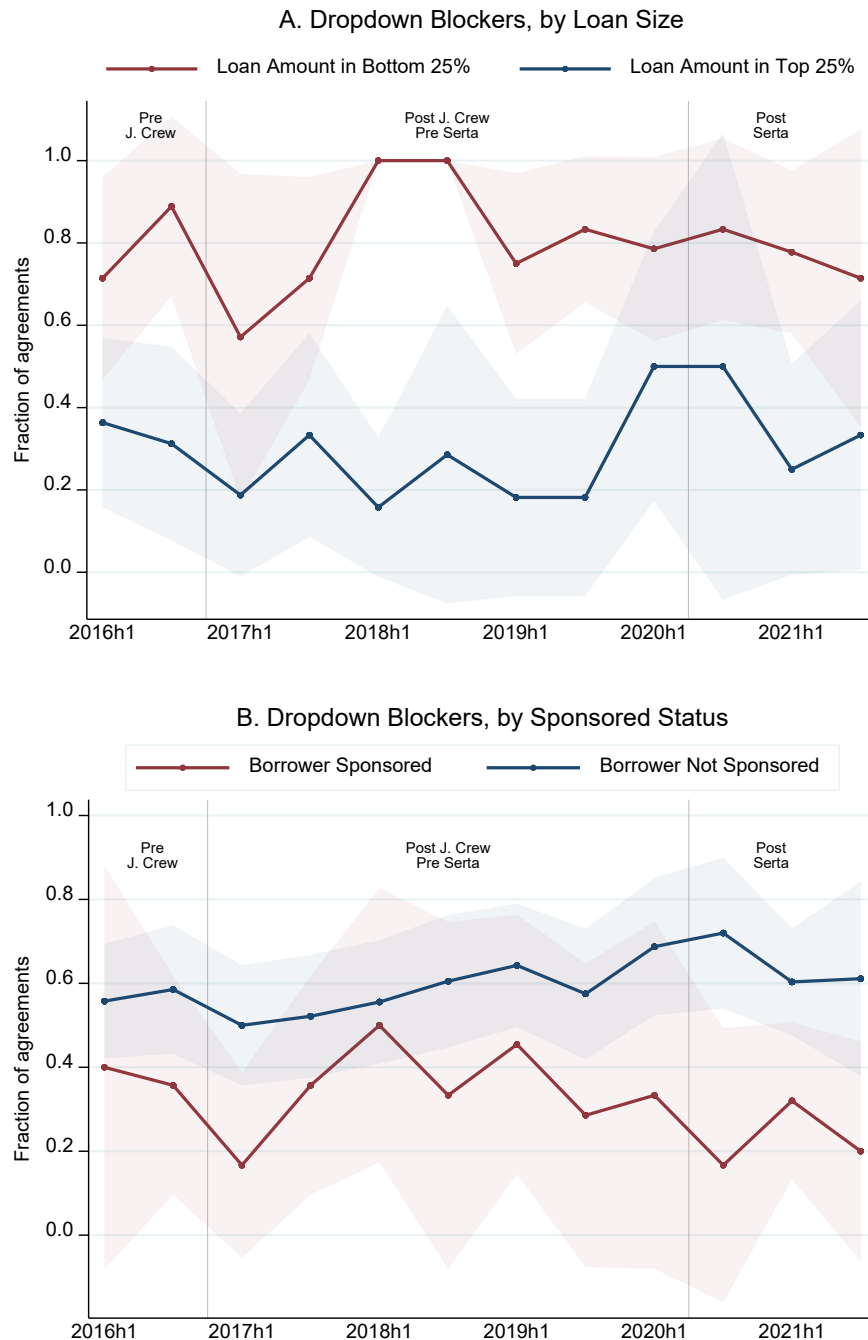 A. Dropdown Blockers, by Loan Size
Loan Amount in Bottom 25% Loan Amount in Top 25%
Pre
J. Crew
Post J. Crew
Pre Serta
Post
Serta
1.0
0.8
0.6
0.4
0.2
0.0
Fraction of agreements
2016h1 2017h1 2018h1 2019h1 2020h1 2021h1
B. Dropdown Blockers, by Sponsored Status
Borrower Sponsored Borrower Not Sponsored
1.0
Pre
J. Crew
Post J. Crew
Pre Serta
Post
Serta
0.8
0.6
0.4
0.2
0.0
Fraction of agreements
2016h1 2017h1 2018h1 2019h1 2020h1 2021h1